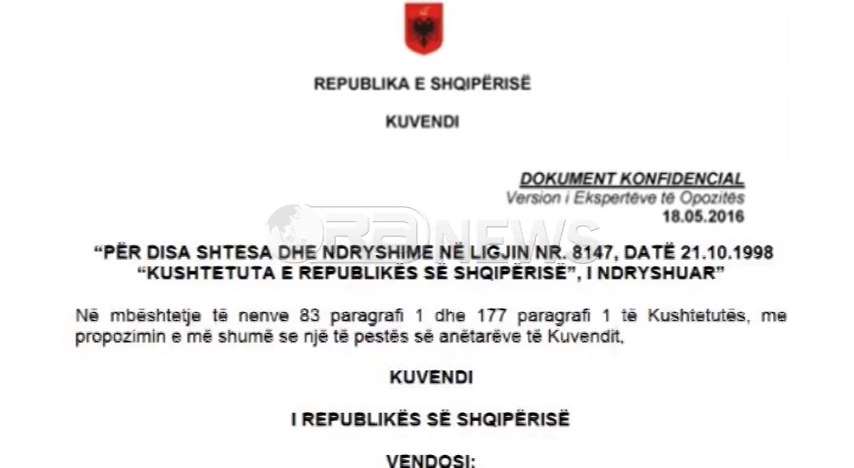 REPUBLIKA E SHQIPËRISË
KUVENDI
DOKUMENT KONFIDENCIAL
Version i Ekspertëve të Opozitës
18.05.2016
ORA NEWS
“PËR DISA SHTESA DHE NDRYSHIME NË LIGJIN NR. 8147, DATË 21.10.1998
“KUSHTETUTA E REPUBLIKËS SË SHQIPËRISË”, I NDRYSHUAR”
Në mbështetje të nenve 83 paragrafi 1 dhe 177 paragrafi 1 të Kushtetutës, me
propozimin e më shumë se një të pestës së anëtarëve të Kuvendit,
KUVENDI
I REPUBLIKËS SË SHQIPËRISË
VENDOSI: